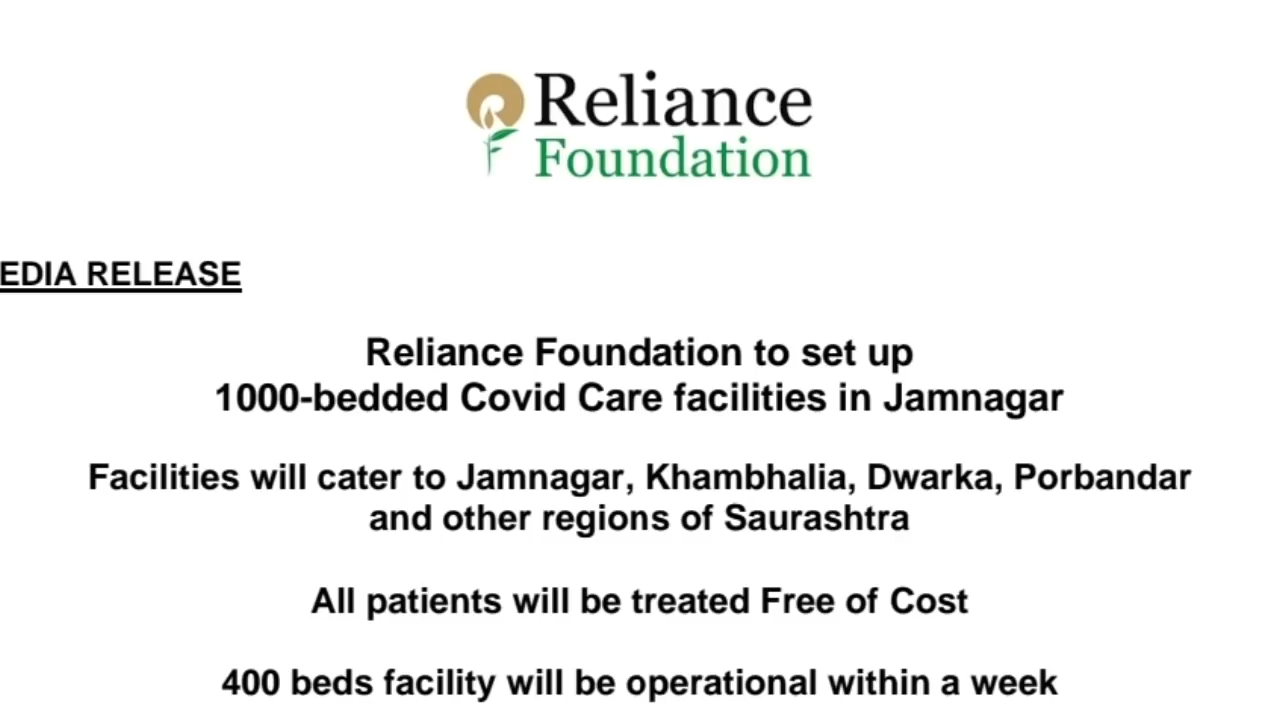 Reliance
Foundation
EDIA RELEASE
Reliance Foundation to set up
1000-bedded Covid Care facilities in Jamnagar
Facilities will cater to Jamnagar, Khambhalia, Dwarka, Porbandar
and other regions of Saurashtra
All patients will be treated Free of Cost
400 beds facility will be operational within a week